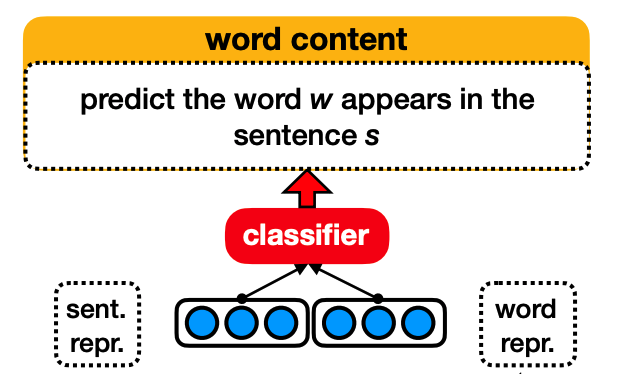 word content
predict the word w appears in the
sentence s
classifier
sent.
repr.
word
repr.